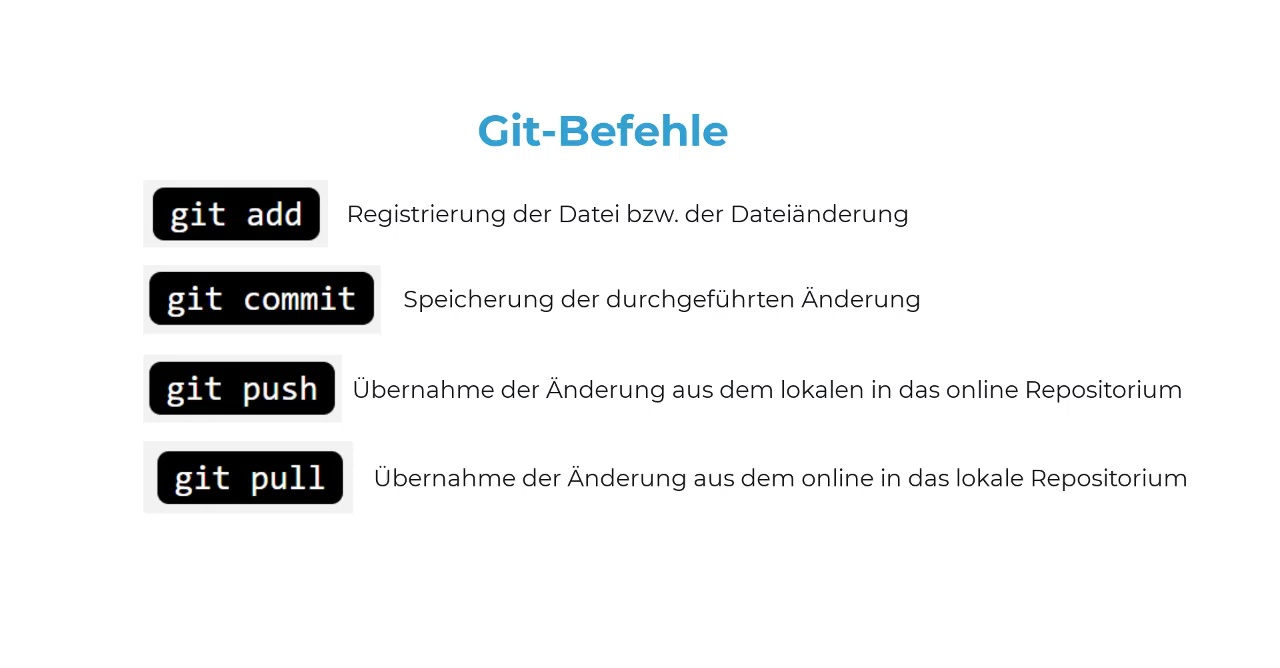 Git-Befehle
git add Registrierung der Datei bzw. der Dateiänderung
git commit Speicherung der durchgeführten Änderung
git push Übernahme der Änderung aus dem lokalen in das online Repositorium
git pull Übernahme der Änderung aus dem online in das lokale Repositorium